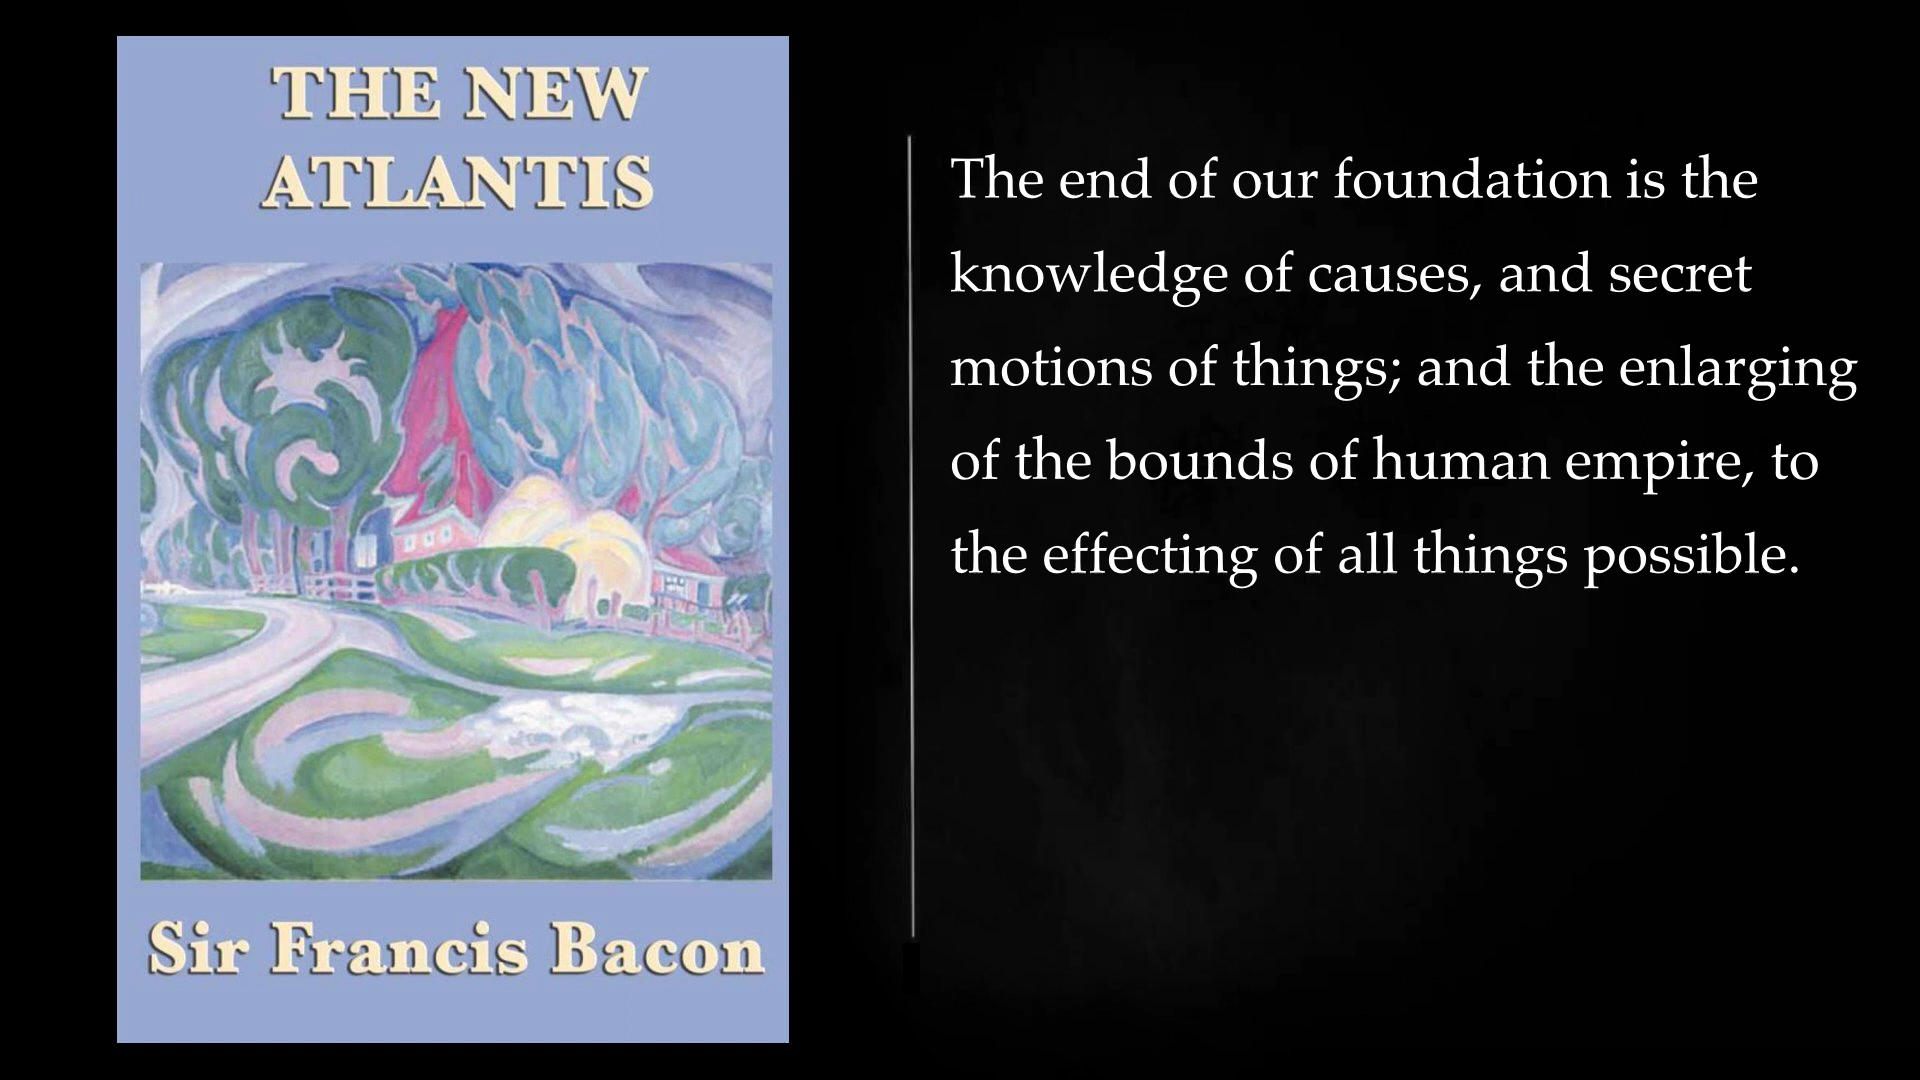 THE NEW
ATLANTIS
Sir Francis Bacon
The end of our foundation is the
knowledge of causes, and secret
motions of things; and the enlarging
of the bounds of human empire, to
the effecting of all things possible.